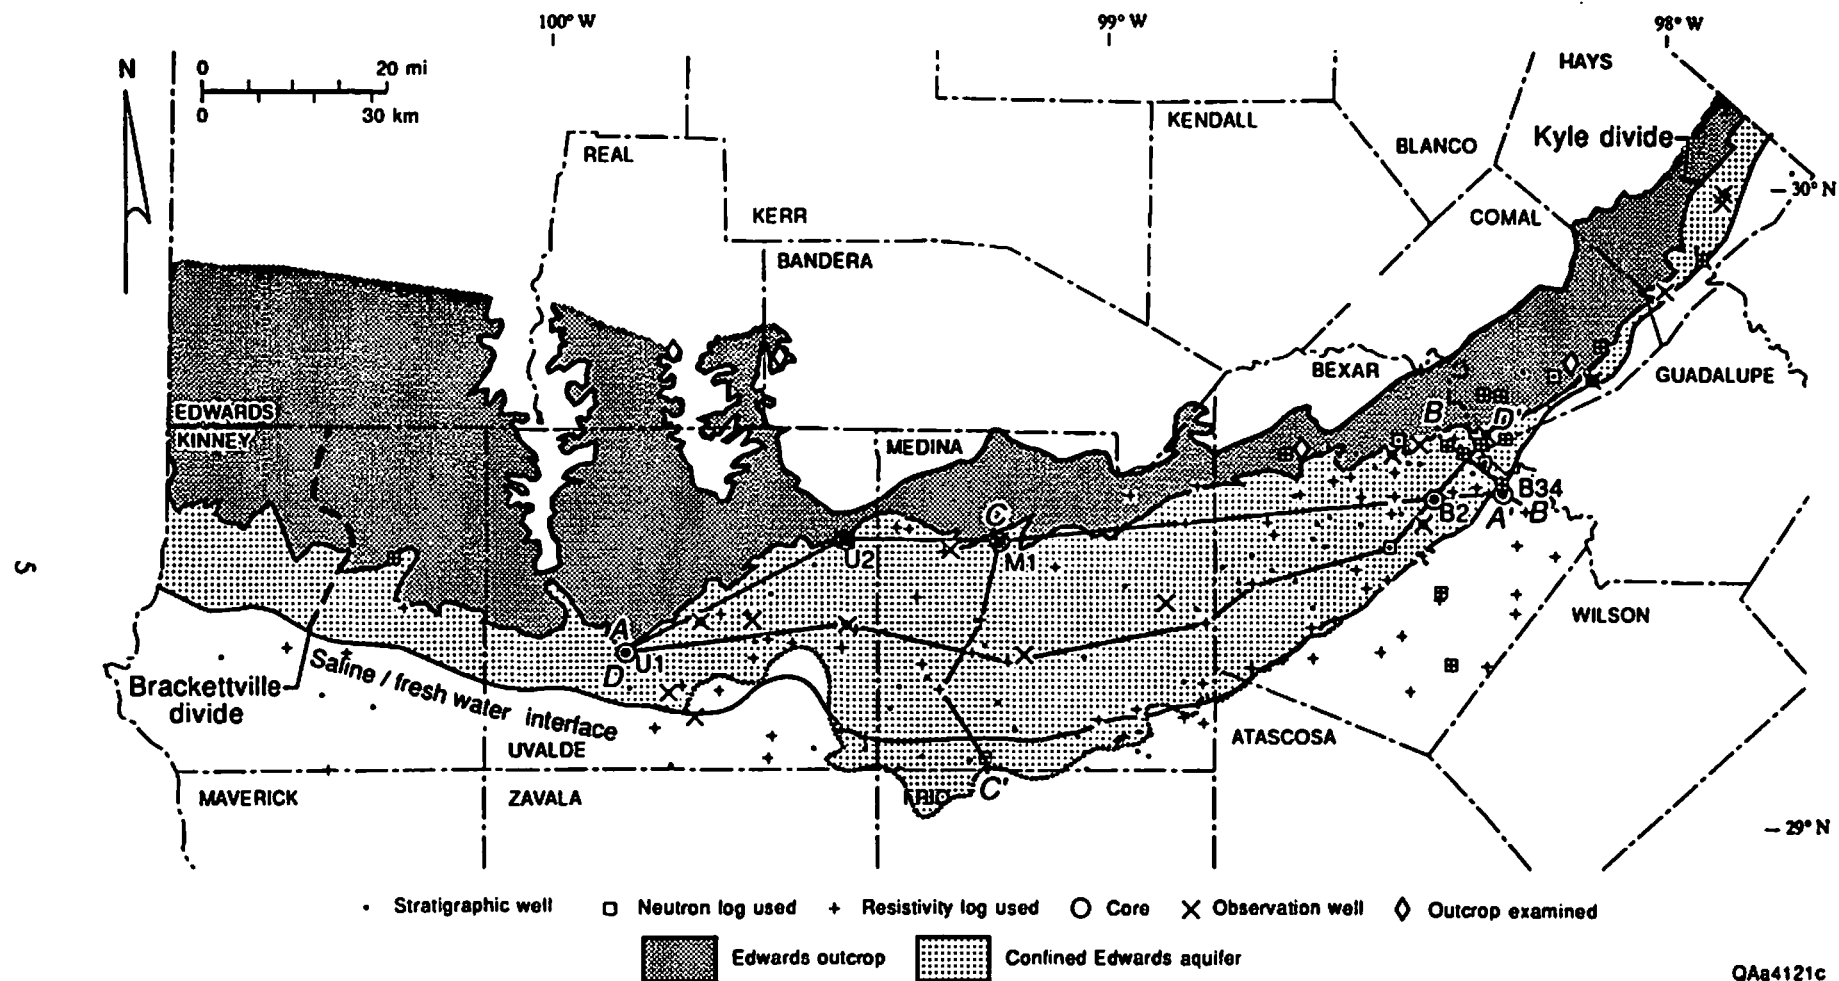 100° W
99° W
98° W
N
0 20 mi
0 30 km
HAYS
KENDALL
BLANCO
Kyle divide
REAL
30° N
KERR
COMAL
BANDERA
BEXAR
GUADALUPE
EDWARDS
KINNEY
B D'
MEDINA
B34
B2 A' B'
C
U2 M1
5
A
WILSON
U1
D
Saline / fresh water interface
Brackettville
divide
UVALDE
ATASCOSA
MAVERICK
ZAVALA
FRIO
C'
29° N
Stratigraphic well
Neutron log used
Resistivity log used
Core
Observation well
Outcrop examined
Edwards outcrop
Confined Edwards aquifer
QAa4121c